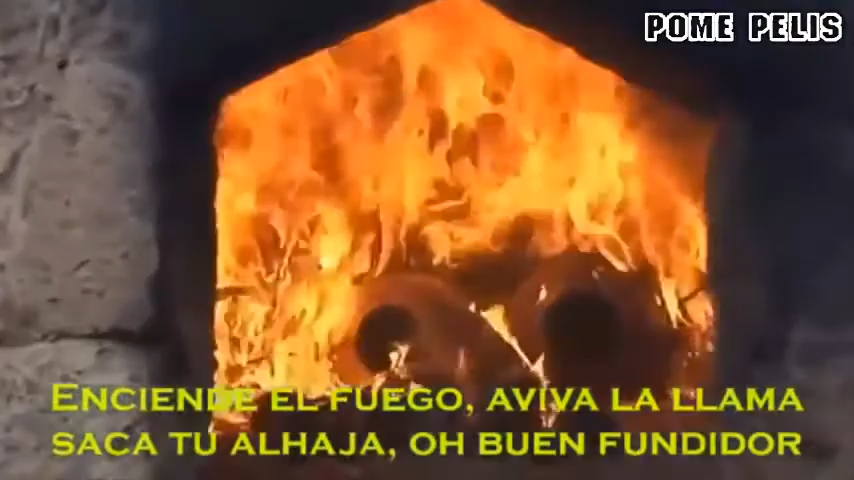 POME PELIS
ENCIENDE EL FUEGO, AVIVA LA LLAMA
SACA TU ALHAJA, OH BUEN FUNDIDOR